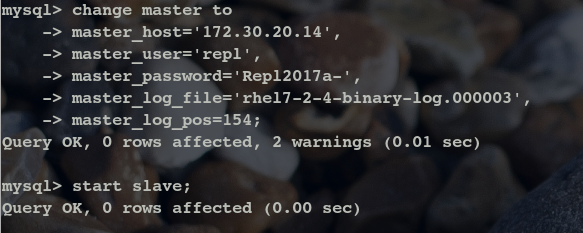 mysql> change master to
    -> master_host='172.30.20.14',
    -> master_user='repl',
    -> master_password='Repl2017a-',
    -> master_log_file='rhel7-2-4-binary-log.000003',
    -> master_log_pos=154;
Query OK, 0 rows affected, 2 warnings (0.01 sec)

mysql> start slave;
Query OK, 0 rows affected (0.00 sec)